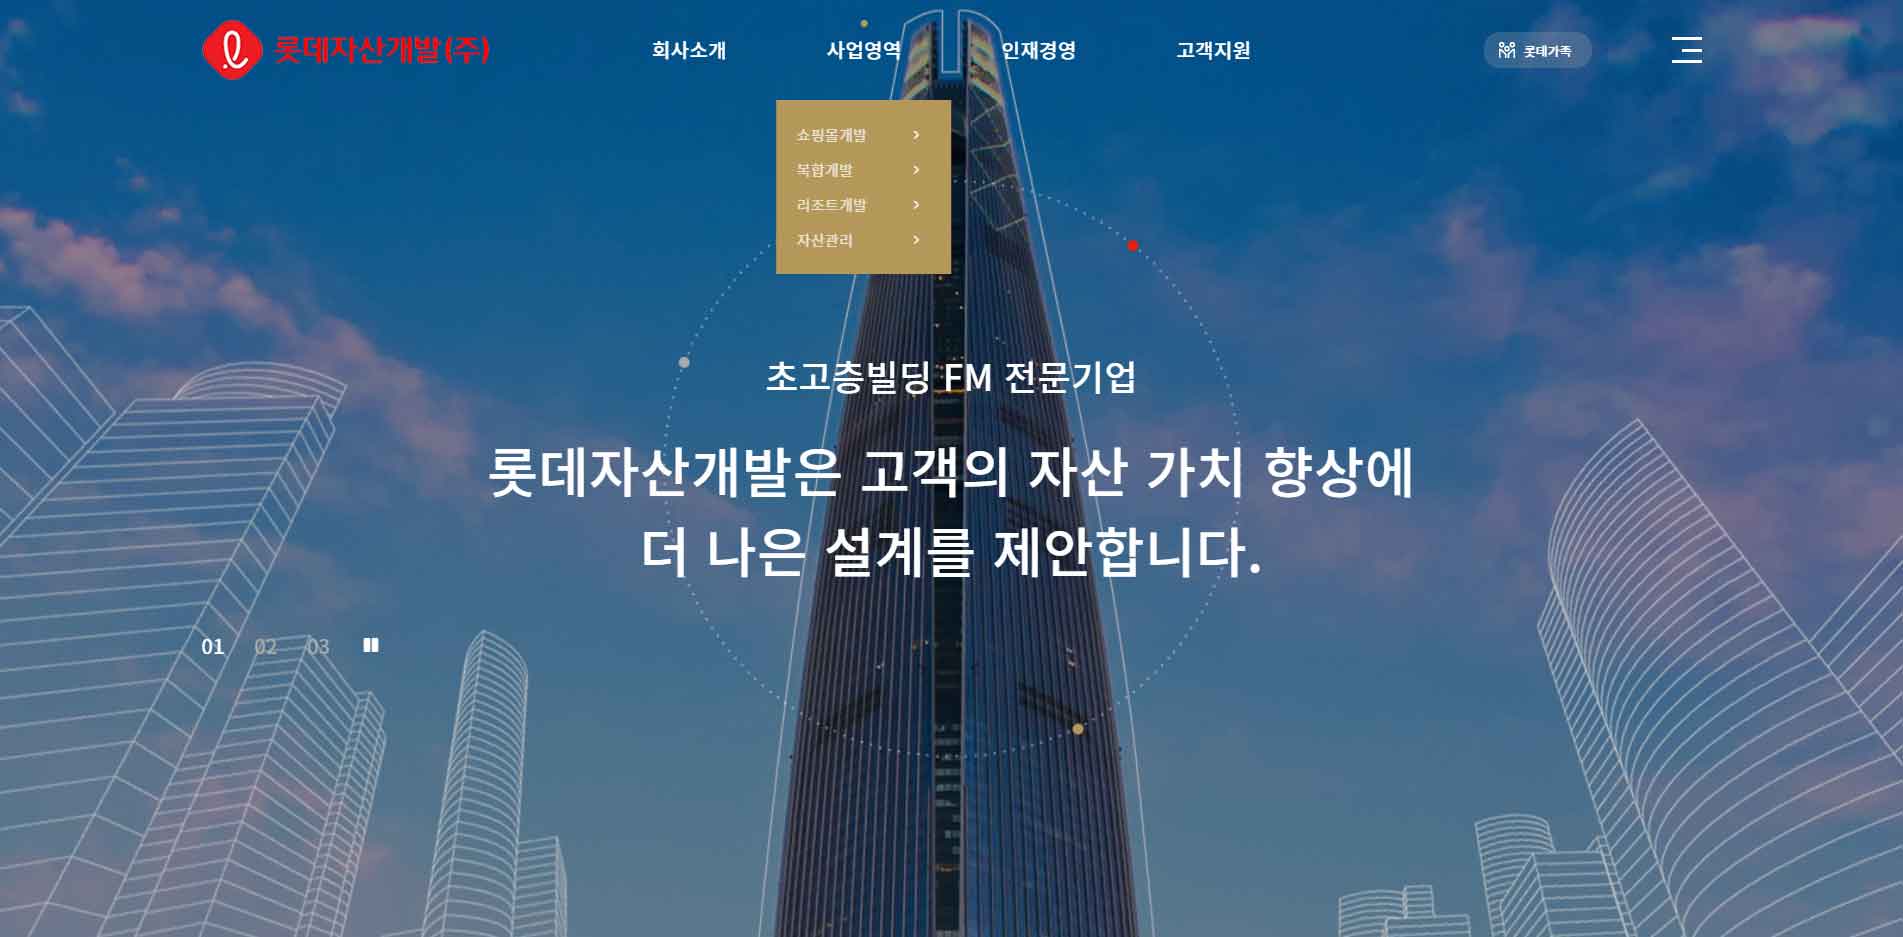 롯데자산개발(주)
회사소개 사업영역 인재경영 고객지원 롯데가족
쇼핑몰개발
복합개발
리조트개발
자산관리
초고층빌딩 FM 전문기업
롯데자산개발은 고객의 자산 가치 향상에
더 나은 설계를 제안합니다.
01 02 03